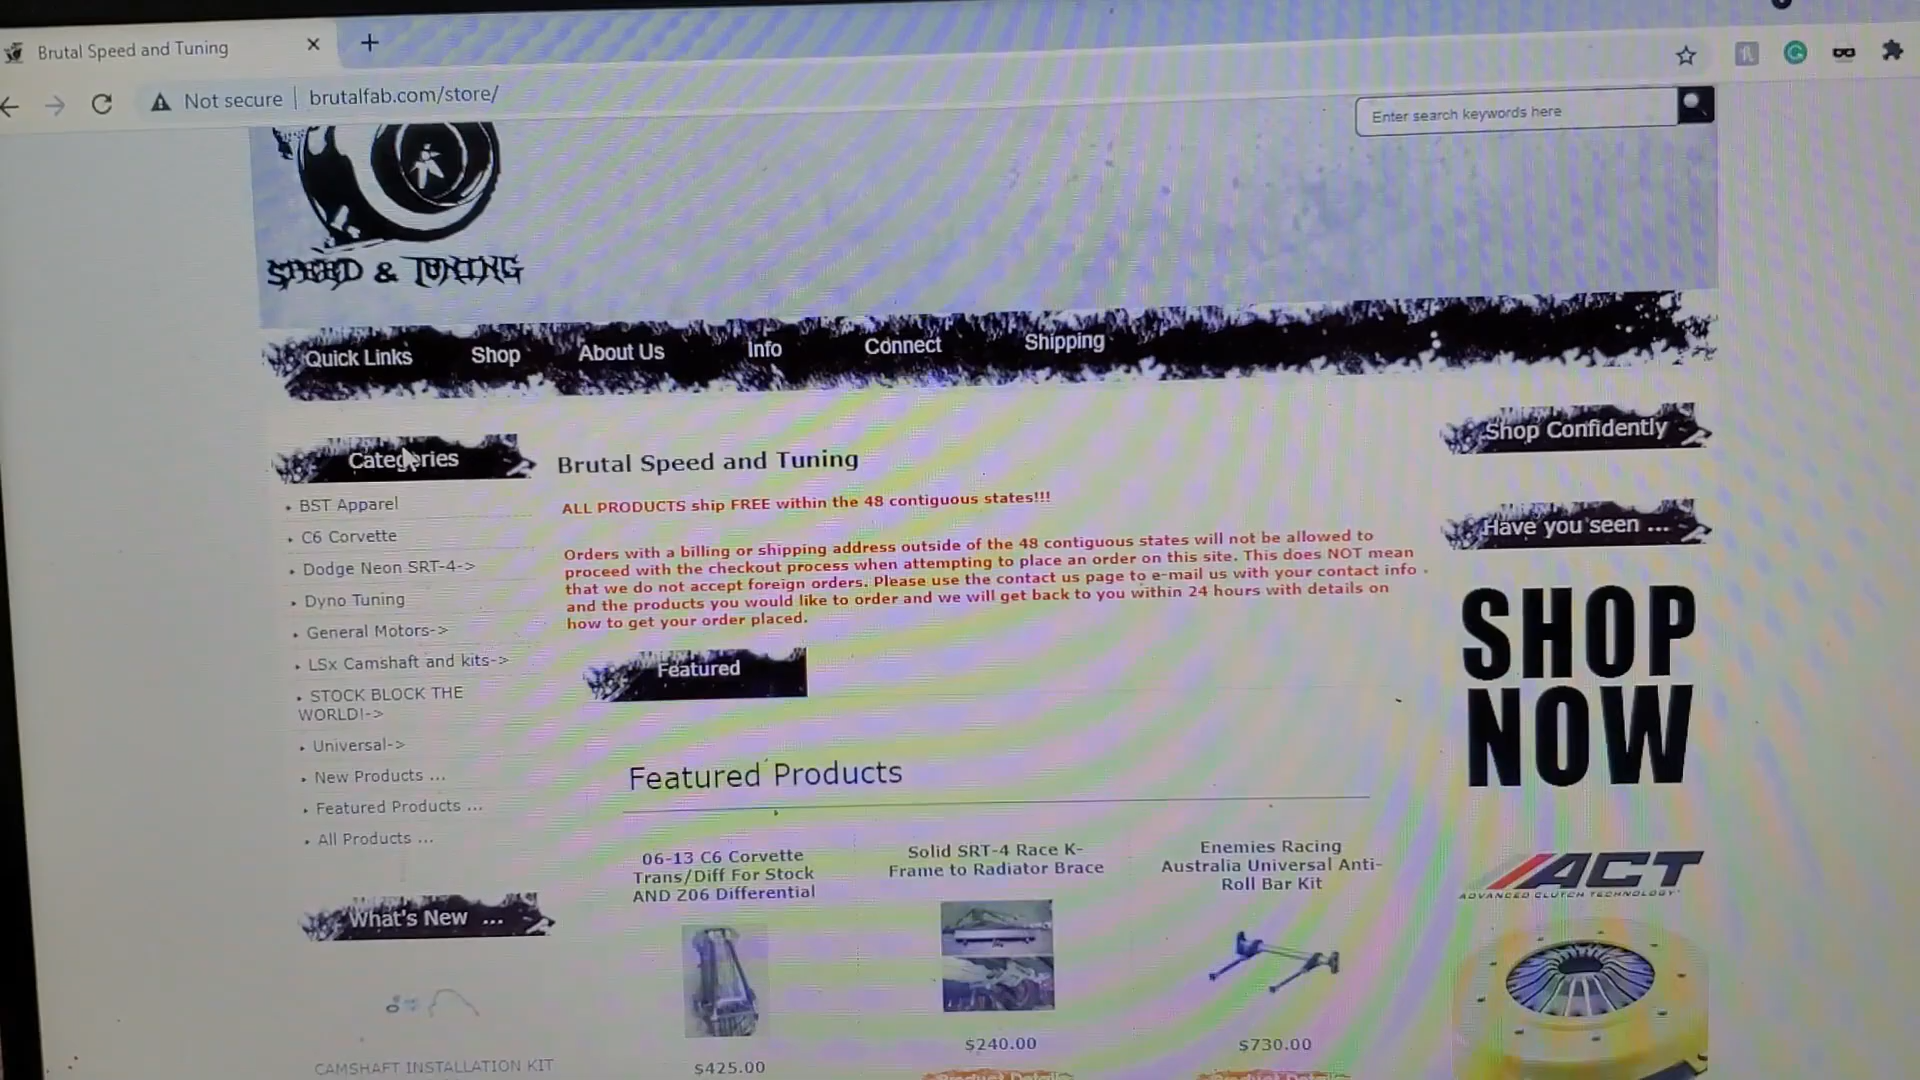 Brutal Speed and Tuning
Not secure
brutalfab.com/store/
Enter search keywords here
SPEED & TUNING
Quick Links
Shop
About Us
Info
Connect
Shipping
Categories
BST Apparel
C6 Corvette
Dodge Neon SRT-4->
Dyno Tuning
General Motors->
LSx Camshaft and kits->
STOCK BLOCK THE
WORLD!->
Universal->
New Products ...
Featured Products ...
All Products ...
What's New ...
CAMSHAFT INSTALLATION KIT
Brutal Speed and Tuning
ALL PRODUCTS ship FREE within the 48 contiguous states!!!
Orders with a billing or shipping address outside of the 48 contiguous states will not be allowed to
proceed with the checkout process when attempting to place an order on this site. This does NOT mean
that we do not accept foreign orders. Please use the contact us page to e-mail us with your contact info
and the products you would like to order and we will get back to you within 24 hours with details on
how to get your order placed.
Featured
Featured Products
06-13 C6 Corvette
Trans/Diff For Stock
AND Z06 Differential
$425.00
Solid SRT-4 Race K-
Frame to Radiator Brace
$240.00
Product Details
Enemies Racing
Australia Universal Anti-
Roll Bar Kit
$730.00
Product Details
Shop Confidently
Have you seen ...
SHOP
NOW
ACT
ADVANCED CLUTCH TECHNOLOGY